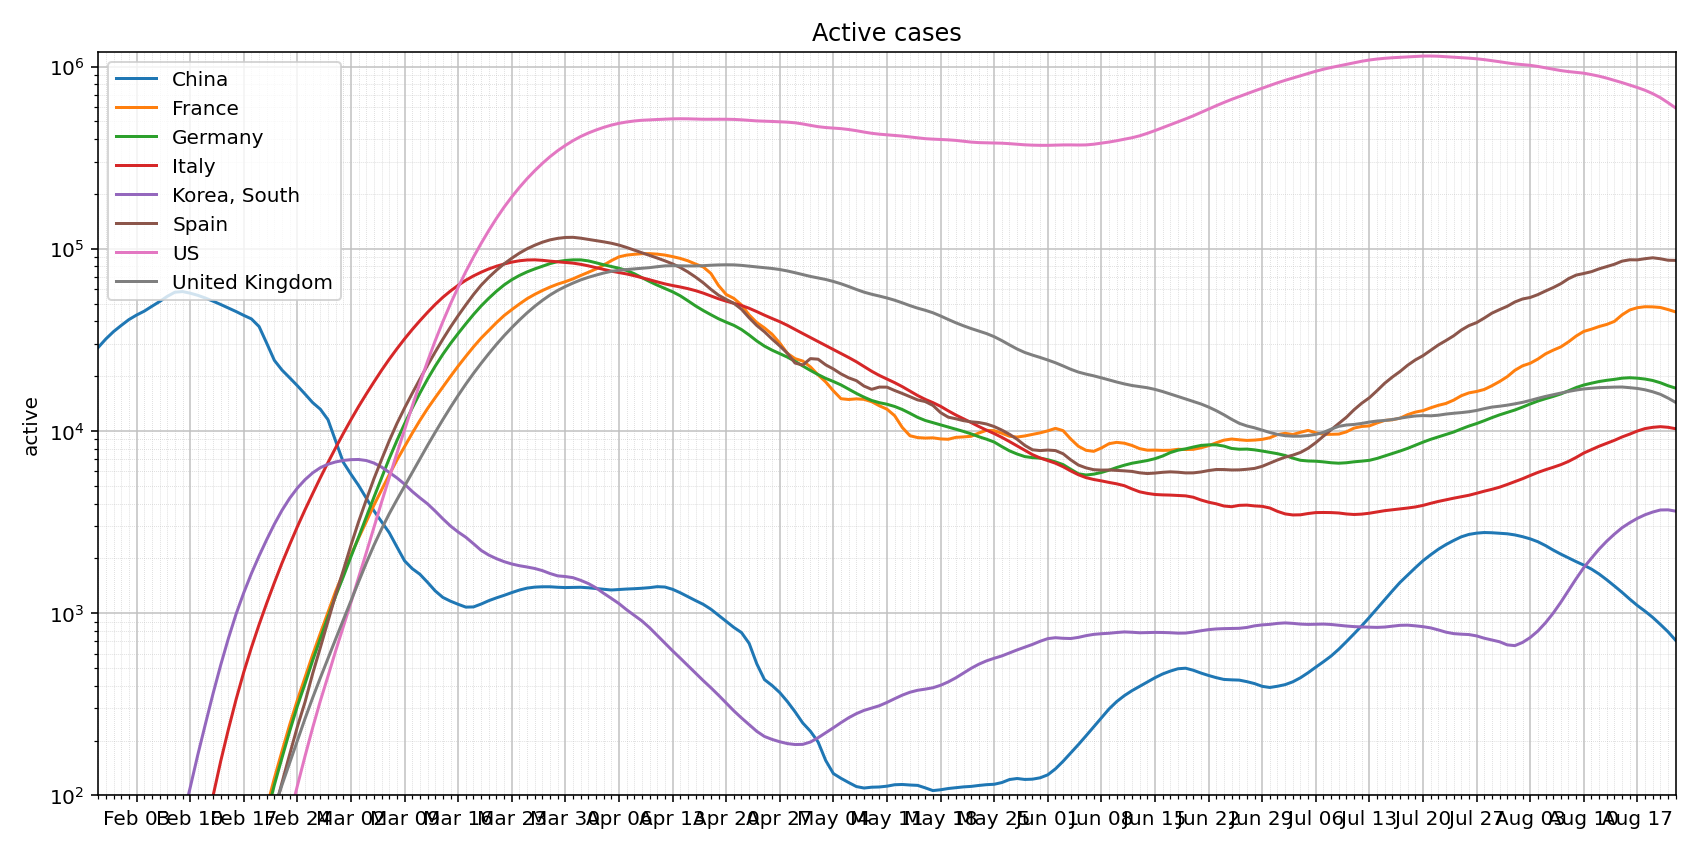 Active cases
10^6
10^5
10^4
10^3
10^2
active
China
France
Germany
Italy
Korea, South
Spain
US
United Kingdom
Feb 03 Feb 10 Feb 17 Feb 24 Mar 02 Mar 09 Mar 16 Mar 23 Mar 30 Apr 06 Apr 13 Apr 20 Apr 27 May 04 May 11 May 18 May 25 Jun 01 Jun 08 Jun 15 Jun 22 Jun 29 Jul 06 Jul 13 Jul 20 Jul 27 Aug 03 Aug 10 Aug 17